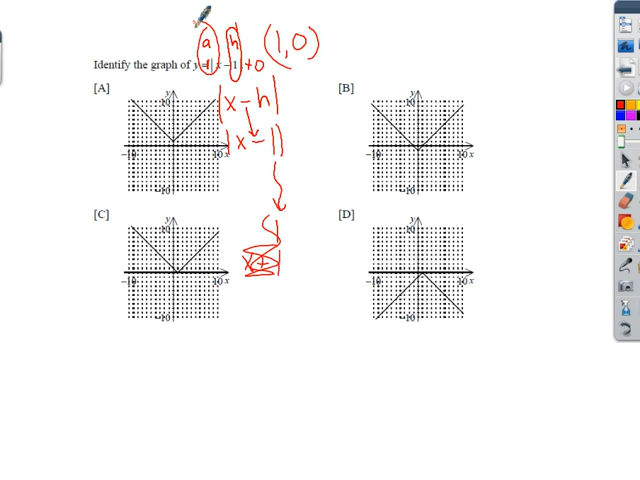 a h (1,0)
Identify the graph of y = | x − 1 | +0
[A]
y
10
−10
10 x
−10
|x − h|
|x − 1|
[B]
y
10
−10
10 x
−10
[C]
y
10
−10
10 x
−10
[D]
y
10
−10
10 x
−10